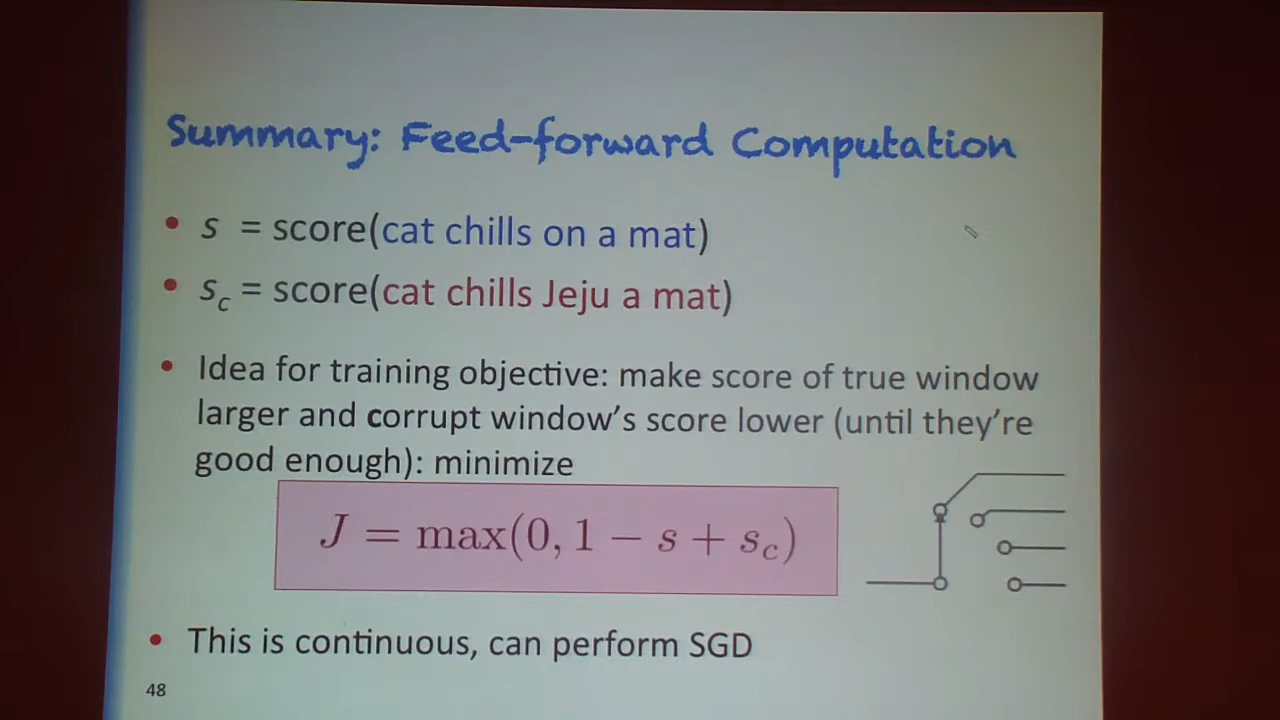 Summary: Feed-forward Computation
• s = score(cat chills on a mat)
• s_c = score(cat chills Jeju a mat)
• Idea for training objective: make score of true window
larger and corrupt window's score lower (until they're
good enough): minimize
J = max(0, 1 − s + s_c)
• This is continuous, can perform SGD
48